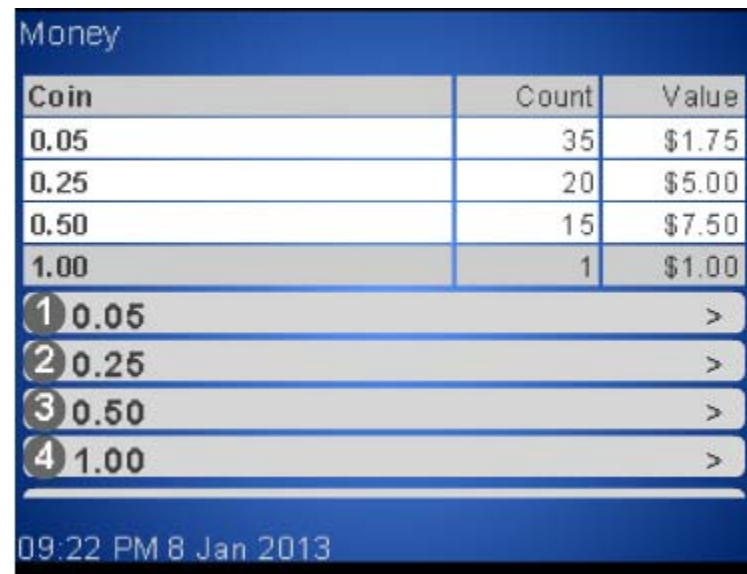 Money
Coin Count Value
0.05 35 $1.75
0.25 20 $5.00
0.50 15 $7.50
1.00 1 $1.00
1 0.05 >
2 0.25 >
3 0.50 >
4 1.00 >
09:22 PM 8 Jan 2013